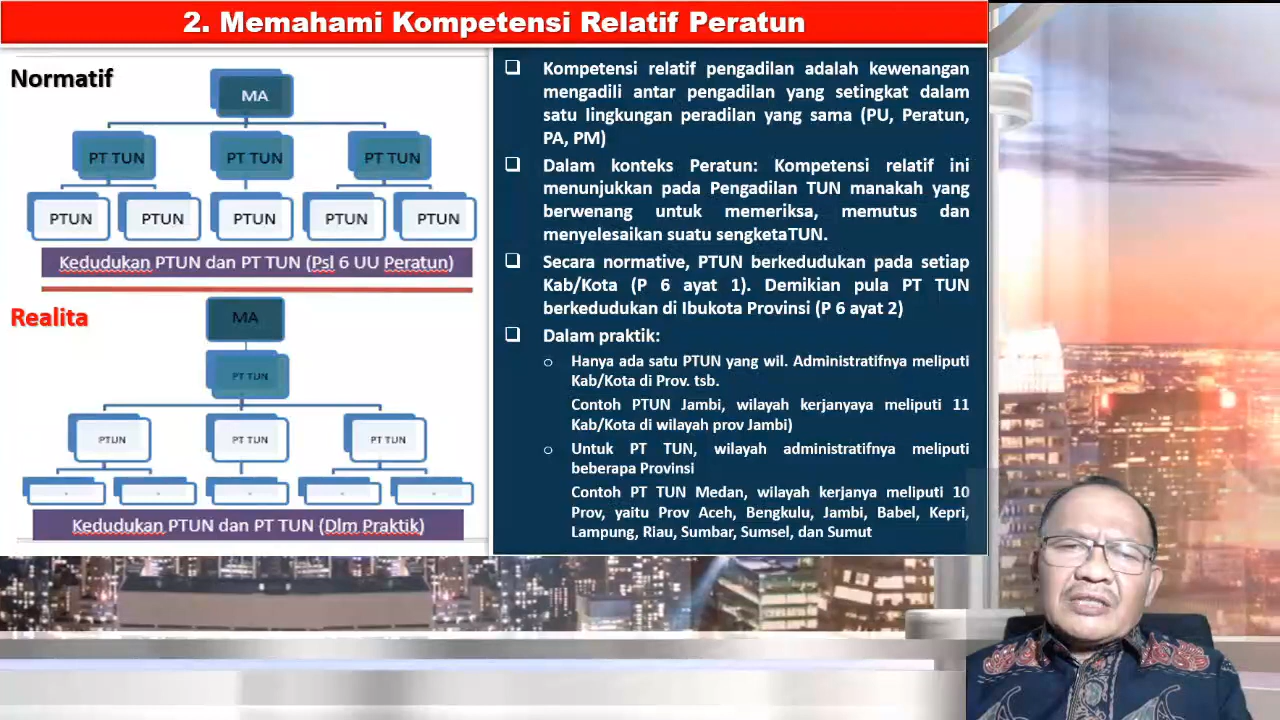 2. Memahami Kompetensi Relatif Peratun
Normatif
MA
PT TUN
PT TUN
PT TUN
PTUN
PTUN
PTUN
PTUN
PTUN
Kedudukan PTUN dan PT TUN (Psl 6 UU Peratun)
Realita
MA
PT TUN
PTUN
PT TUN
PT TUN
Kedudukan PTUN dan PT TUN (Dlm Praktik)
Kompetensi relatif pengadilan adalah kewenangan
mengadili antar pengadilan yang setingkat dalam
satu lingkungan peradilan yang sama (PU, Peratun,
PA, PM)
Dalam konteks Peratun: Kompetensi relatif ini
menunjukkan pada Pengadilan TUN manakah yang
berwenang untuk memeriksa, memutus dan
menyelesaikan suatu sengketaTUN.
Secara normative, PTUN berkedudukan pada setiap
Kab/Kota (P 6 ayat 1). Demikian pula PT TUN
berkedudukan di Ibukota Provinsi (P 6 ayat 2)
Dalam praktik:
Hanya ada satu PTUN yang wil. Administratifnya meliputi
Kab/Kota di Prov. tsb.
Contoh PTUN Jambi, wilayah kerjanyaya meliputi 11
Kab/Kota di wilayah prov Jambi)
Untuk PT TUN, wilayah administratifnya meliputi
beberapa Provinsi
Contoh PT TUN Medan, wilayah kerjanya meliputi 10
Prov, yaitu Prov Aceh, Bengkulu, Jambi, Babel, Kepri,
Lampung, Riau, Sumbar, Sumsel, dan Sumut